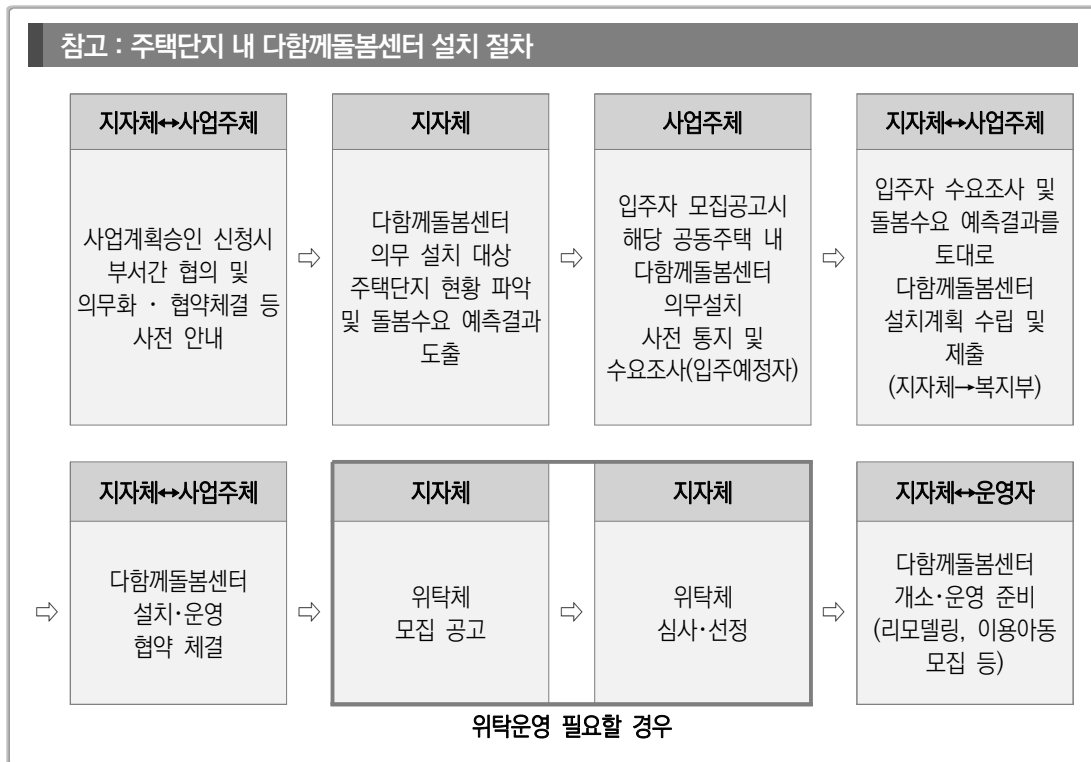 참고 : 주택단지 내 다함께돌봄센터 설치 절차
지자체↔사업주체
사업계획승인 신청시
부서간 협의 및
의무화 · 협약체결 등
사전 안내
⇨
지자체
다함께돌봄센터
의무 설치 대상
주택단지 현황 파악
및 돌봄수요 예측결과
도출
⇨
사업주체
입주자 모집공고시
해당 공동주택 내
다함께돌봄센터
의무설치
사전 통지 및
수요조사(입주예정자)
⇨
지자체↔사업주체
입주자 수요조사 및
돌봄수요 예측결과를
토대로
다함께돌봄센터
설치계획 수립 및
제출
(지자체→복지부)
⇨
지자체↔사업주체
다함께돌봄센터
설치·운영
협약 체결
⇨
지자체
위탁체
모집 공고
⇨
지자체
위탁체
심사·선정
⇨
지자체↔운영자
다함께돌봄센터
개소·운영 준비
(리모델링, 이용아동
모집 등)
위탁운영 필요할 경우